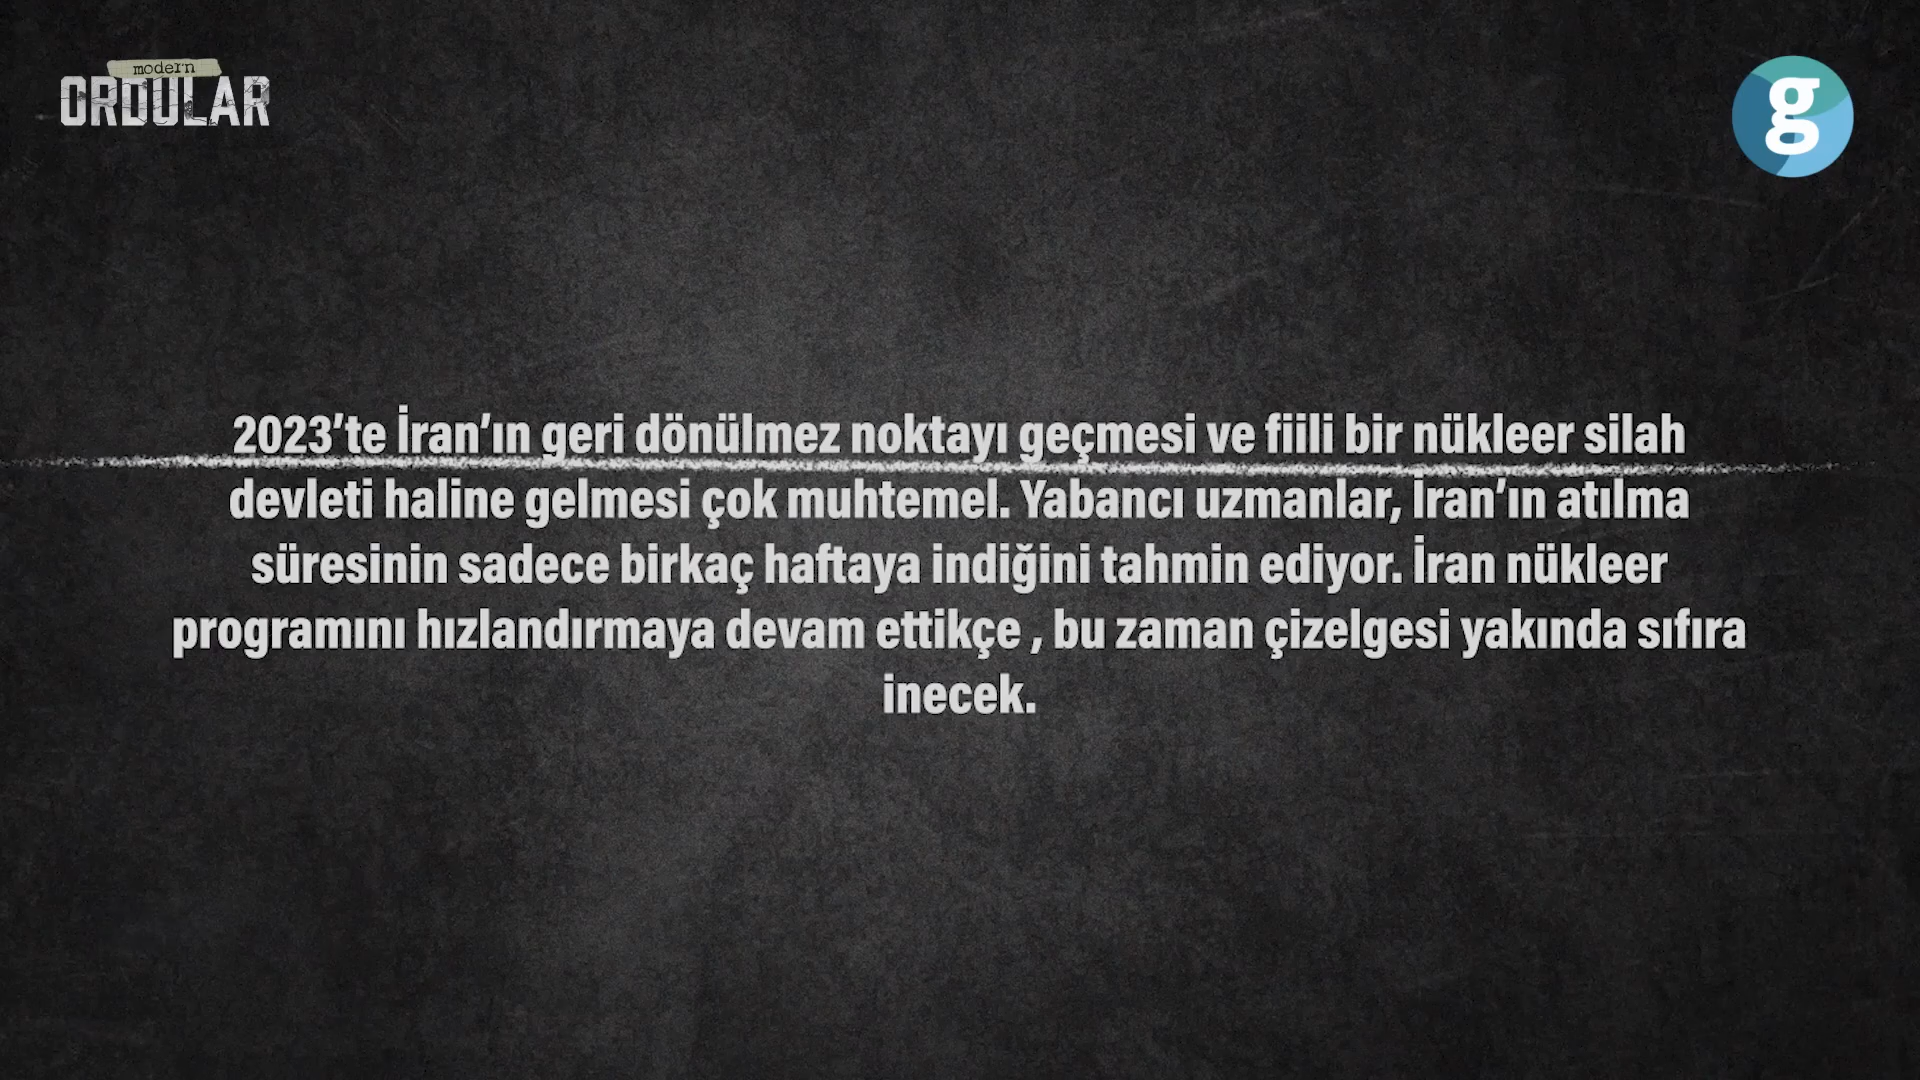 modern
ORDULAR
g
2023’te İran’ın geri dönülmez noktayı geçmesi ve fiili bir nükleer silah
devleti haline gelmesi çok muhtemel. Yabancı uzmanlar, İran’ın atılma
süresinin sadece birkaç haftaya indiğini tahmin ediyor. İran nükleer
programını hızlandırmaya devam ettikçe , bu zaman çizelgesi yakında sıfıra
inecek.